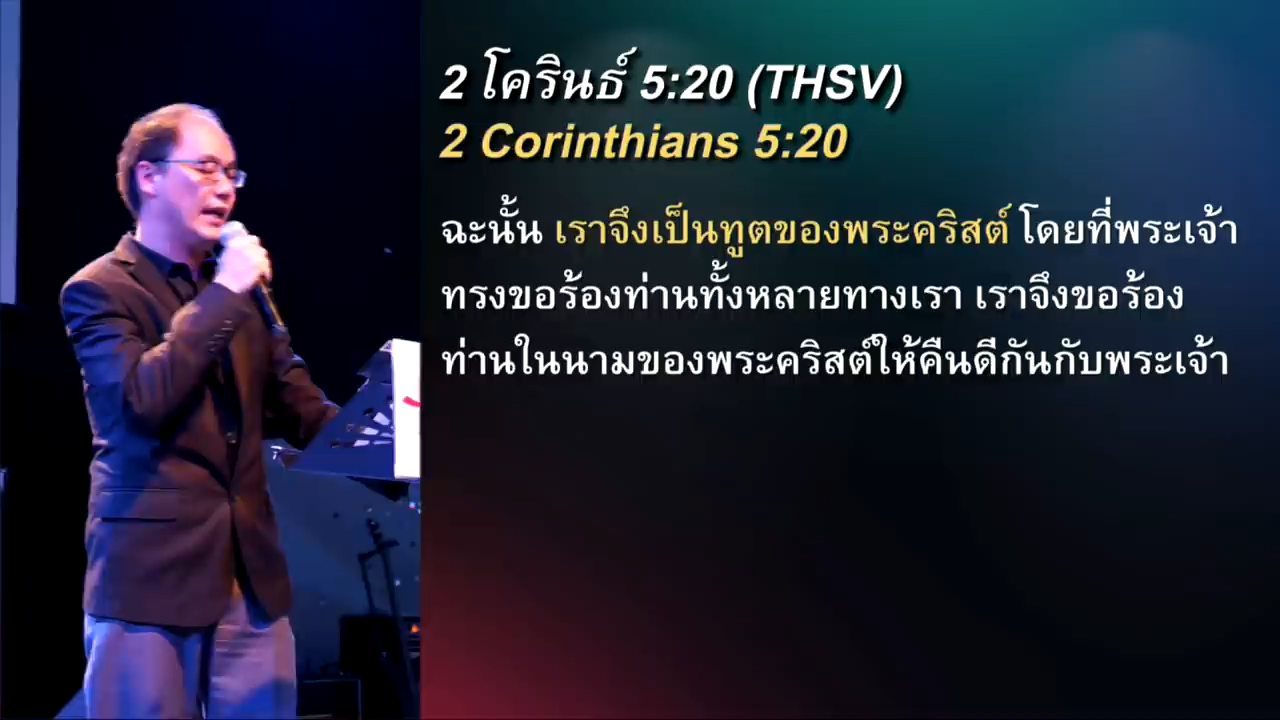 2 โครินธ์ 5:20 (THSV)
2 Corinthians 5:20
ฉะนั้น เราจึงเป็นทูตของพระคริสต์ โดยที่พระเจ้า
ทรงขอร้องท่านทั้งหลายทางเรา เราจึงขอร้อง
ท่านในนามของพระคริสต์ให้คืนดีกันกับพระเจ้า